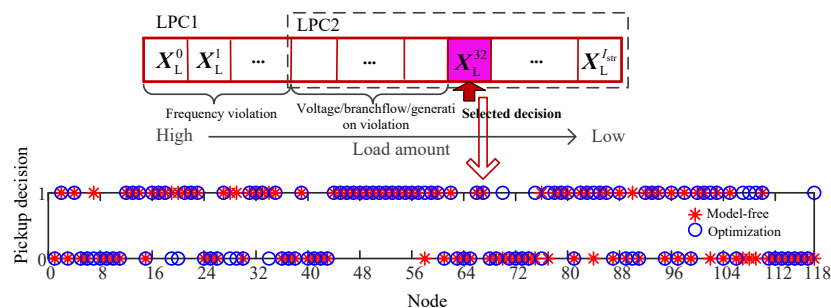 LPC1
LPC2
X_L^0 X_L^1 ... ... X_L^32 ... X_L^{I_str}
Frequency violation
Voltage/branchflow/generati
on violation
Selected decision
High
Load amount
Low
Pickup decision
1
0
Model-free
Optimization
0 8 16 24 32 40 48 56 64 72 80 88 96 104 112 118
Node